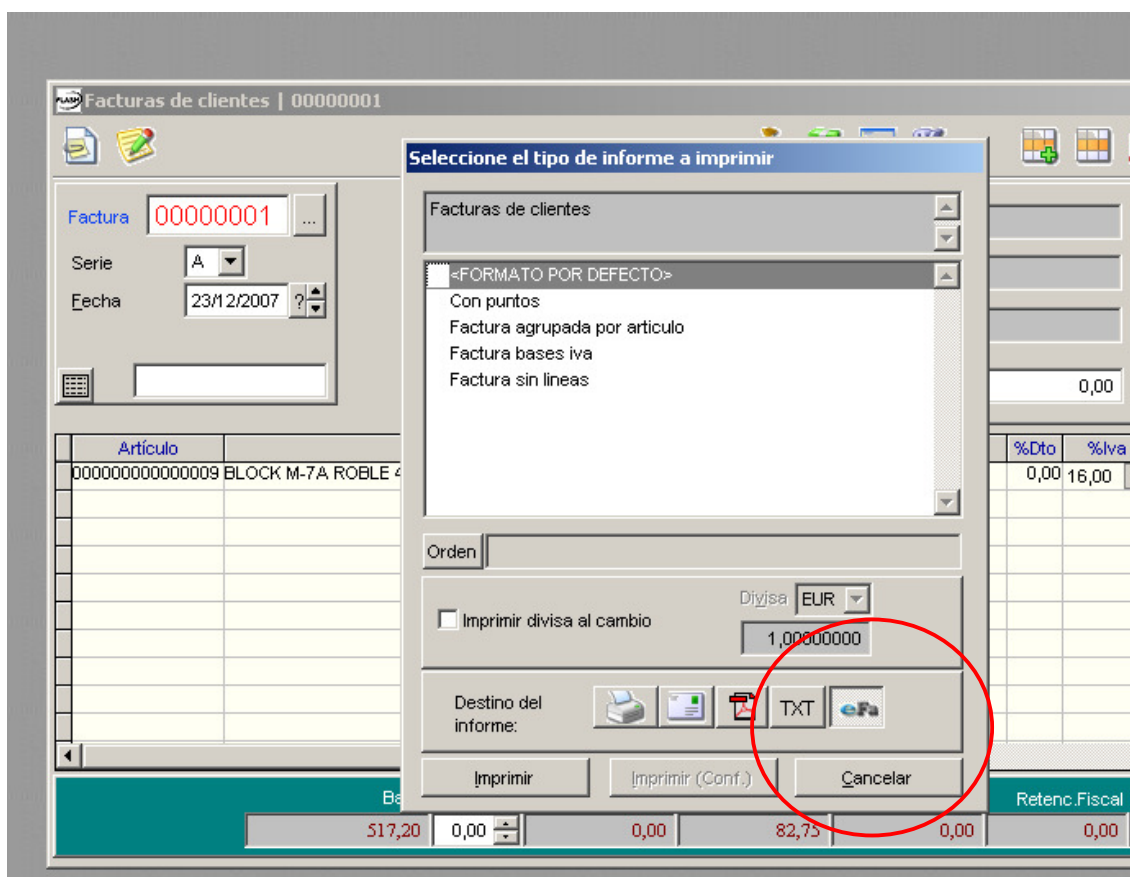 Facturas de clientes | 00000001
Seleccione el tipo de informe a imprimir
Factura 00000001 ...
Serie A
Fecha 23/12/2007 ?
Facturas de clientes
<FORMATO POR DEFECTO>
Con puntos
Factura agrupada por articulo
Factura bases iva
Factura sin lineas
0,00
Artículo %Dto %Iva
000000000000009 BLOCK M-7A ROBLE 0,00 16,00
Orden
Imprimir divisa al cambio
Divisa EUR
1,00000000
Destino del
informe:
TXT eFa
Imprimir Imprimir (Conf.) Cancelar
Retenc.Fiscal
517,20 0,00 0,00 82,75 0,00 0,00